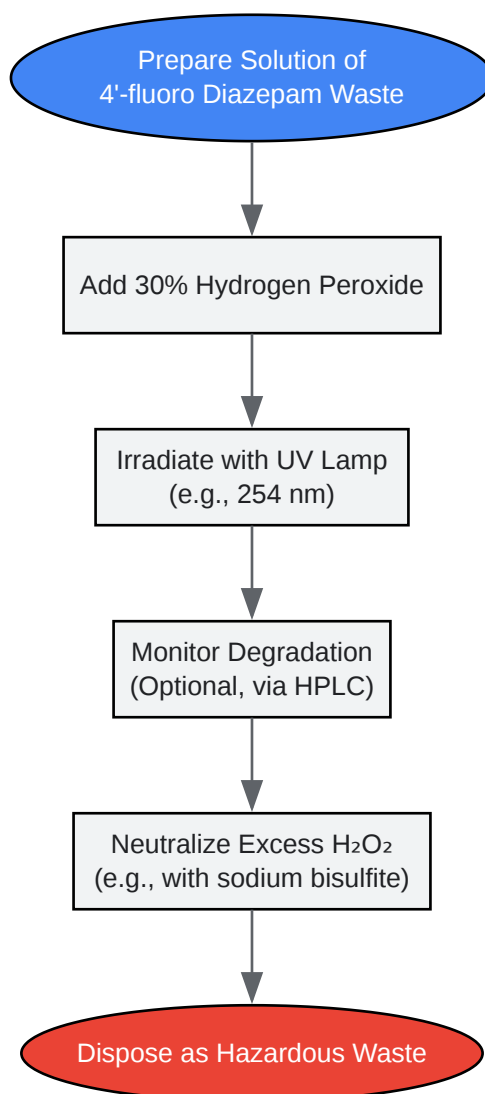 Prepare Solution of
4'-fluoro Diazepam Waste
Add 30% Hydrogen Peroxide
Irradiate with UV Lamp
(e.g., 254 nm)
Monitor Degradation
(Optional, via HPLC)
Neutralize Excess H₂O₂
(e.g., with sodium bisulfite)
Dispose as Hazardous Waste